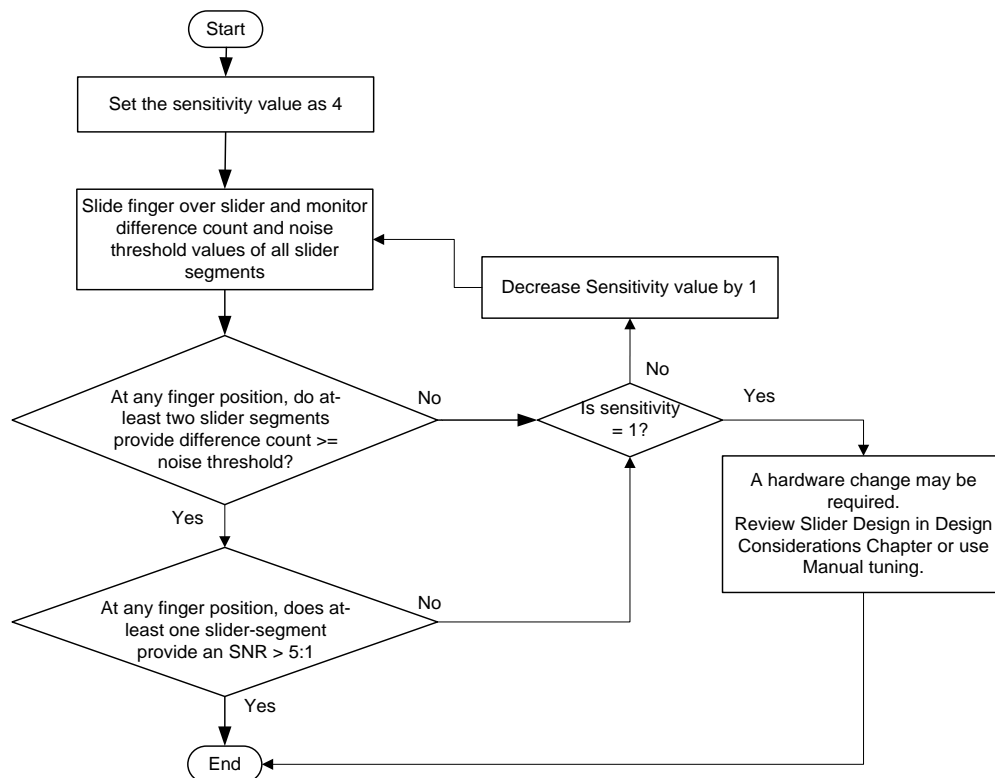 Start
Set the sensitivity value as 4
Slide finger over slider and monitor
difference count and noise
threshold values of all slider
segments
Decrease Sensitivity value by 1
No
At any finger position, do at-
least two slider segments
provide difference count >=
noise threshold?
No
Is sensitivity
= 1?
Yes
A hardware change may be
required.
Review Slider Design in Design
Considerations Chapter or use
Manual tuning.
Yes
At any finger position, does at-
least one slider-segment
provide an SNR > 5:1
No
Yes
End